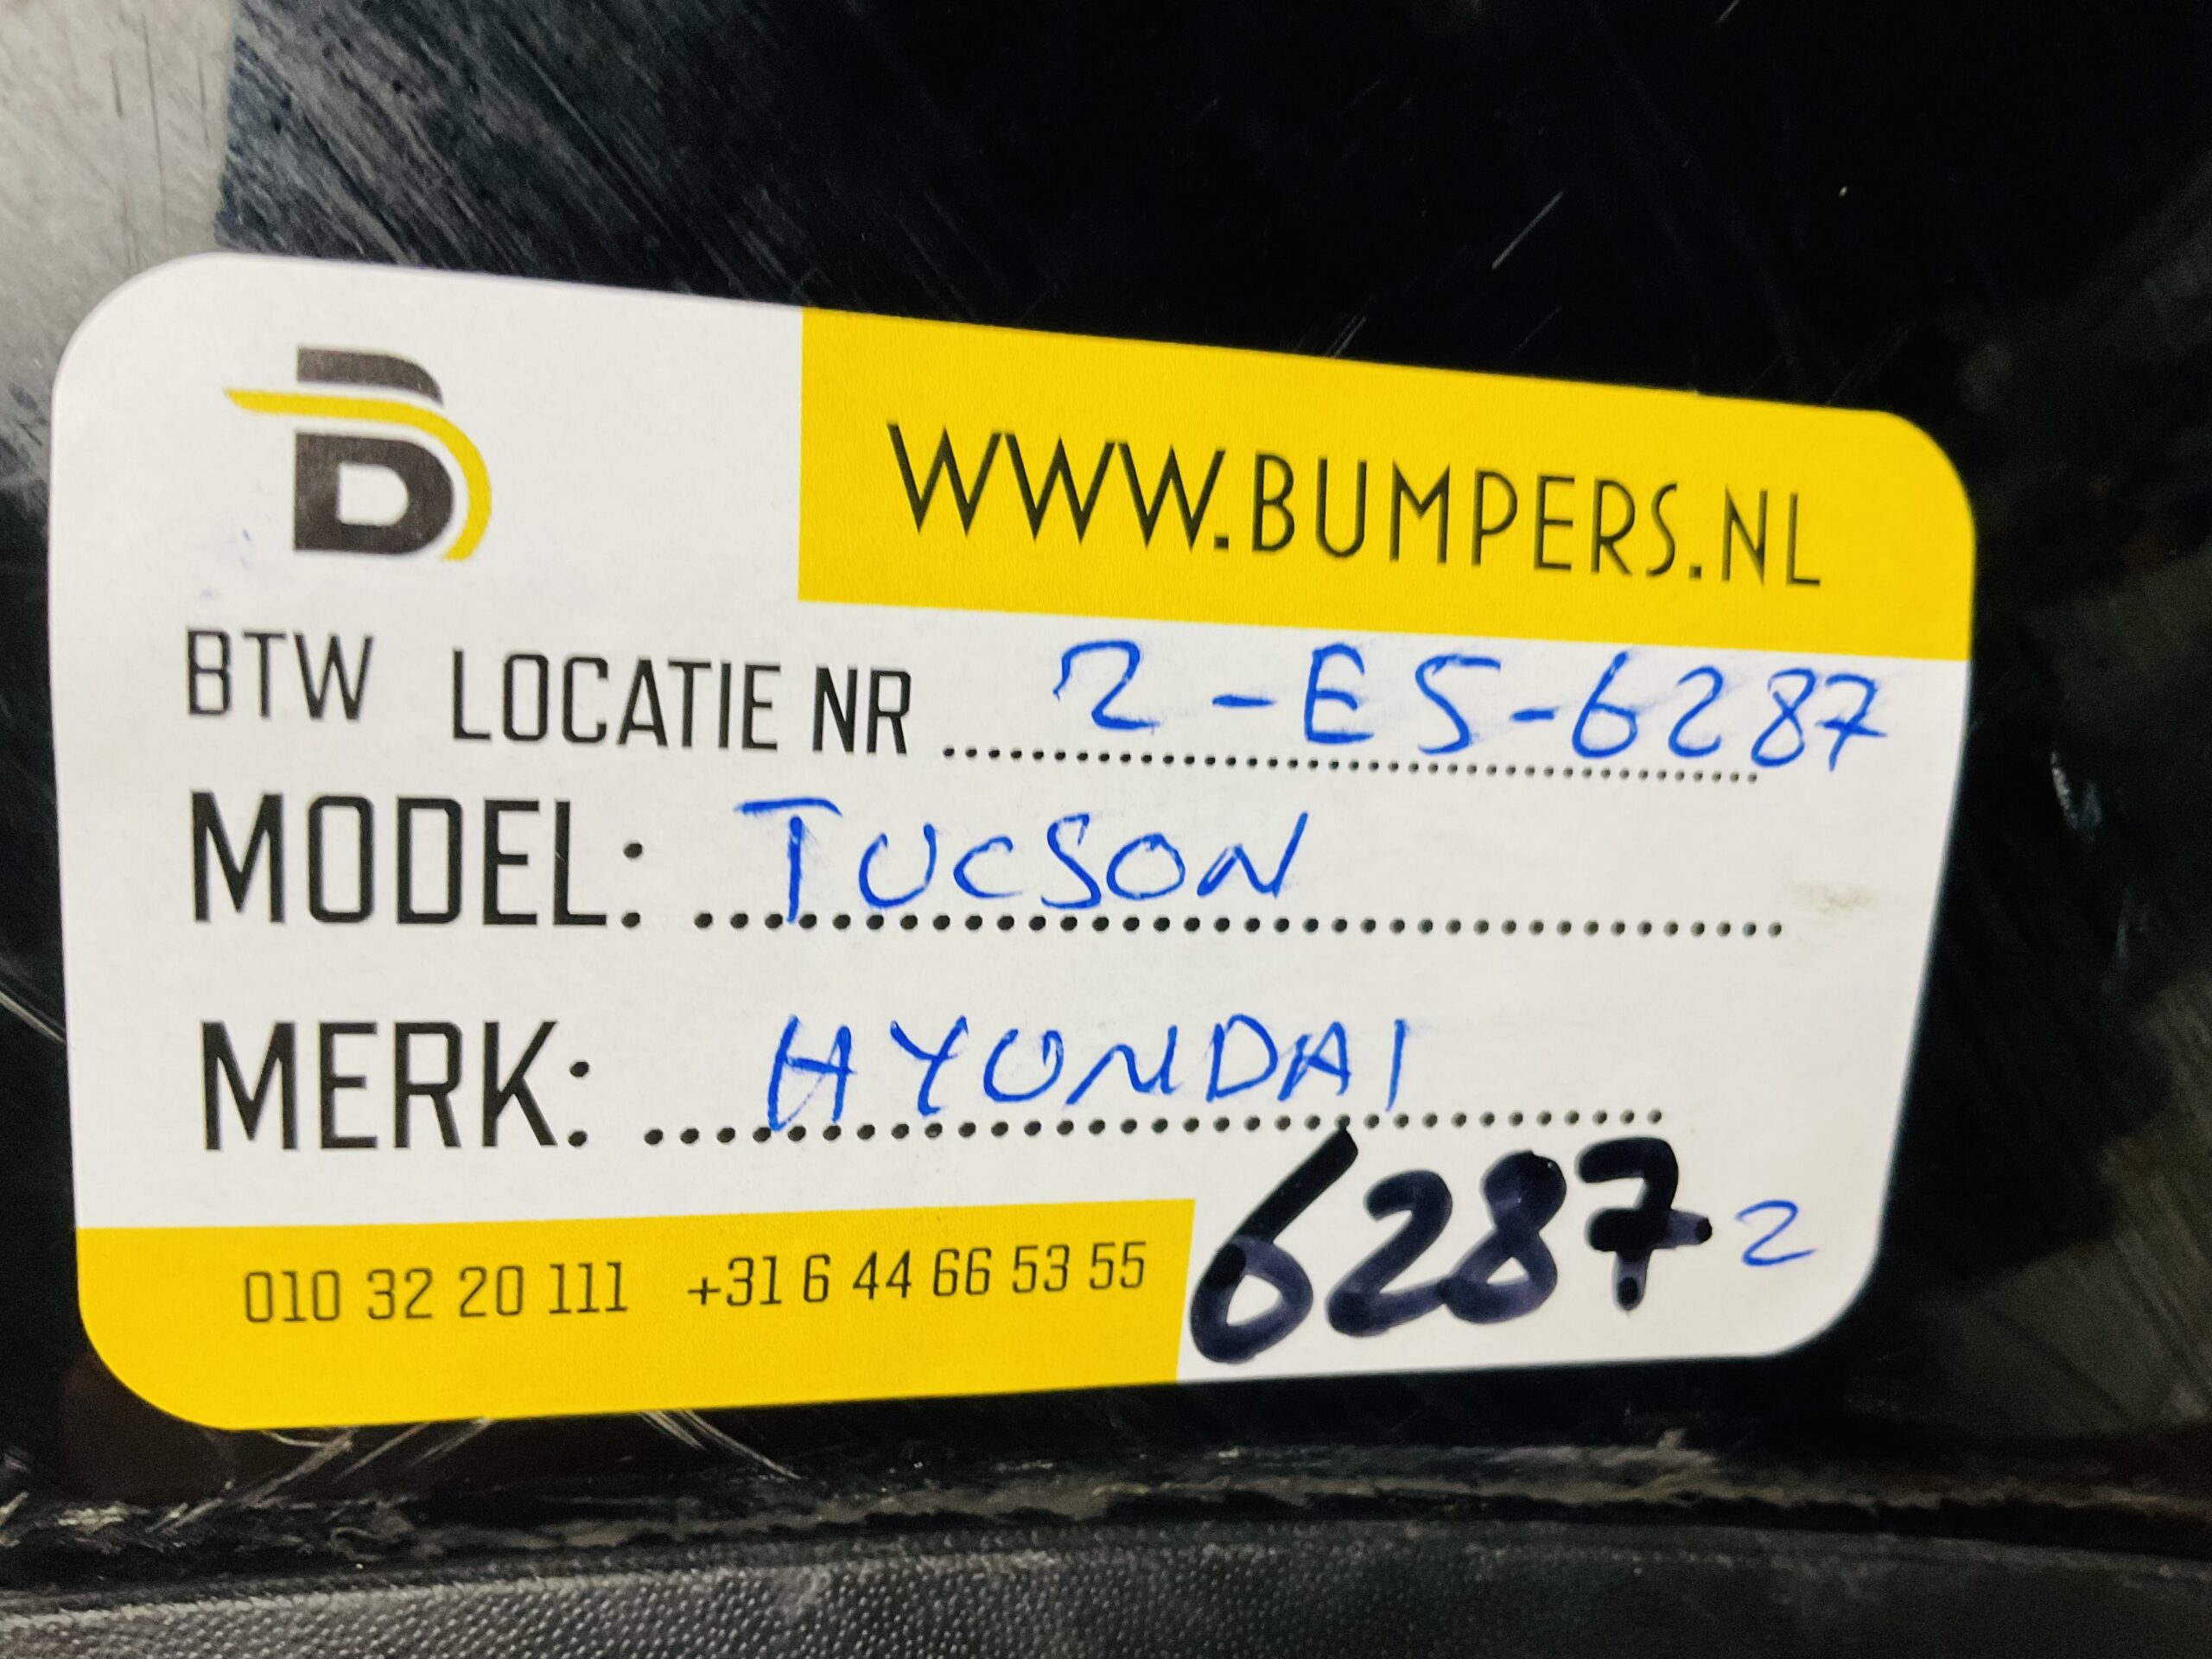 B
WWW.BUMPERS.NL
BTW LOCATIE NR ........ 2-E5-6287
MODEL: ........ TUCSON
MERK: ........ HYUNDAI
6287 2
010 32 20 111 +31 6 44 66 53 55